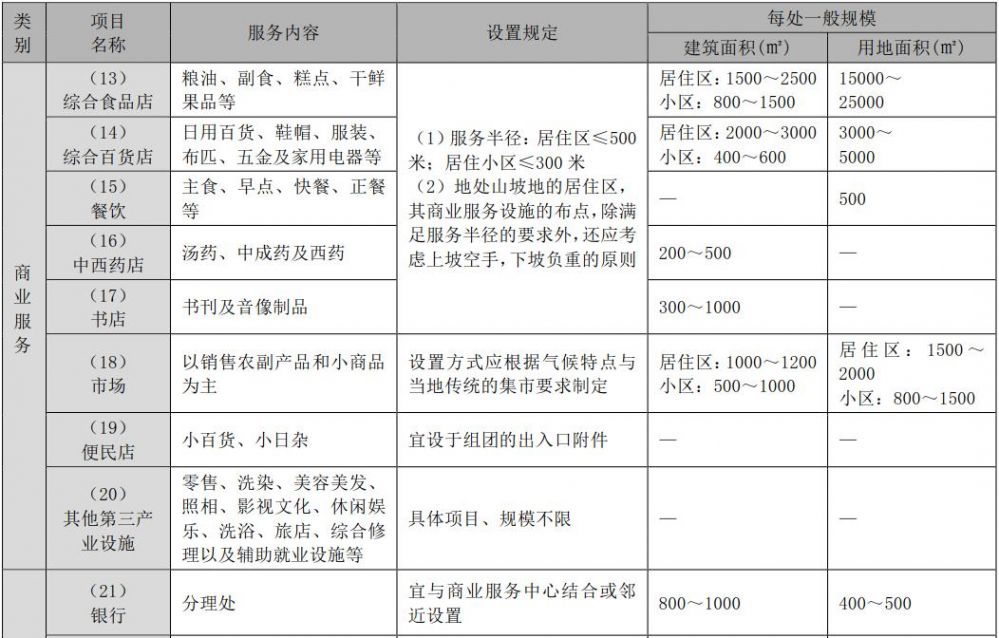 类别
项目名称
服务内容
设置规定
每处一般规模
建筑面积(㎡)
用地面积(㎡)
商业服务
（13）
综合食品店
粮油、副食、糕点、干鲜
果品等
（1）服务半径：居住区≤500
米；居住小区≤300 米
（2）地处山坡地的居住区，
其商业服务设施的布点，除满
足服务半径的要求外，还应考
虑上坡空手，下坡负重的原则
居住区：1500～2500
小区：800～1500
15000～
25000
（14）
综合百货店
日用百货、鞋帽、服装、
布匹、五金及家用电器等
居住区：2000～3000
小区：400～600
3000～
5000
（15）
餐饮
主食、早点、快餐、正餐
等
—
500
（16）
中西药店
汤药、中成药及西药
200～500
—
（17）
书店
书刊及音像制品
300～1000
—
（18）
市场
以销售农副产品和小商品
为主
设置方式应根据气候特点与
当地传统的集市要求制定
居住区：1000～1200
小区：500～1000
居住区：1500～
2000
小区：800～1500
（19）
便民店
小百货、小日杂
宜设于组团的出入口附件
—
—
（20）
其他第三产
业设施
零售、洗染、美容美发、
照相、影视文化、休闲娱
乐、洗浴、旅店、综合修
理以及辅助就业设施等
具体项目、规模不限
—
—
（21）
银行
分理处
宜与商业服务中心结合或邻
近设置
800～1000
400～500